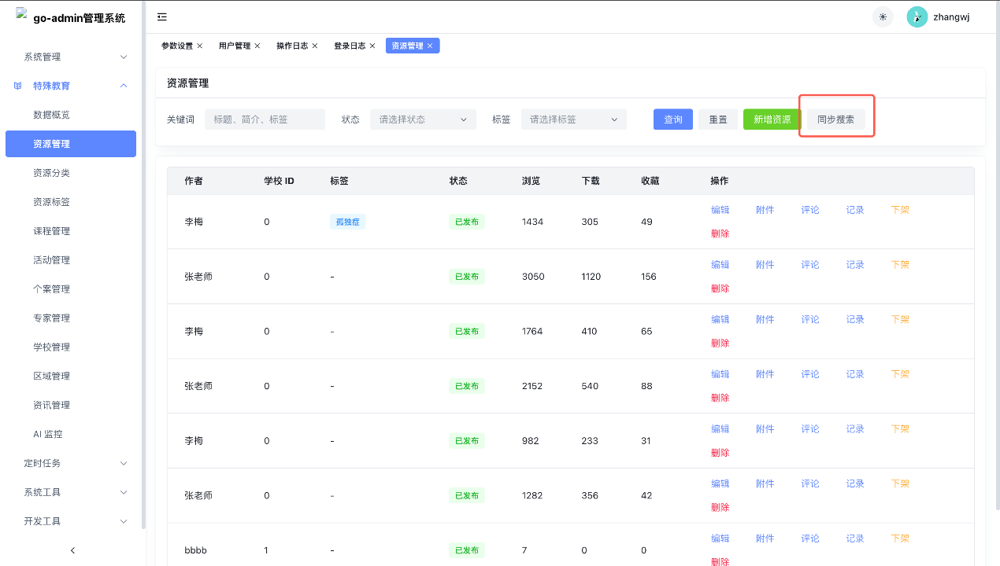 go-admin管理系统
zhangwj
系统管理
特殊教育
数据概览
资源管理
资源分类
资源标签
课程管理
活动管理
个案管理
专家管理
学校管理
区域管理
资讯管理
AI 监控
定时任务
系统工具
开发工具
参数设置 用户管理 操作日志 登录日志 资源管理
资源管理
关键词 标题、简介、标签 状态 请选择状态 标签 请选择标签 查询 重置 新增资源 同步搜索
作者 学校 ID 标签 状态 浏览 下载 收藏 操作
李梅 0 孤独症 已发布 1434 305 49 编辑 附件 评论 记录 下架
删除
张老师 0 - 已发布 3050 1120 156 编辑 附件 评论 记录 下架
删除
李梅 0 - 已发布 1764 410 65 编辑 附件 评论 记录 下架
删除
张老师 0 - 已发布 2152 540 88 编辑 附件 评论 记录 下架
删除
李梅 0 - 已发布 982 233 31 编辑 附件 评论 记录 下架
删除
张老师 0 - 已发布 1282 356 42 编辑 附件 评论 记录 下架
删除
bbbb 1 - 已发布 7 0 0 编辑 附件 评论 记录 下架
删除